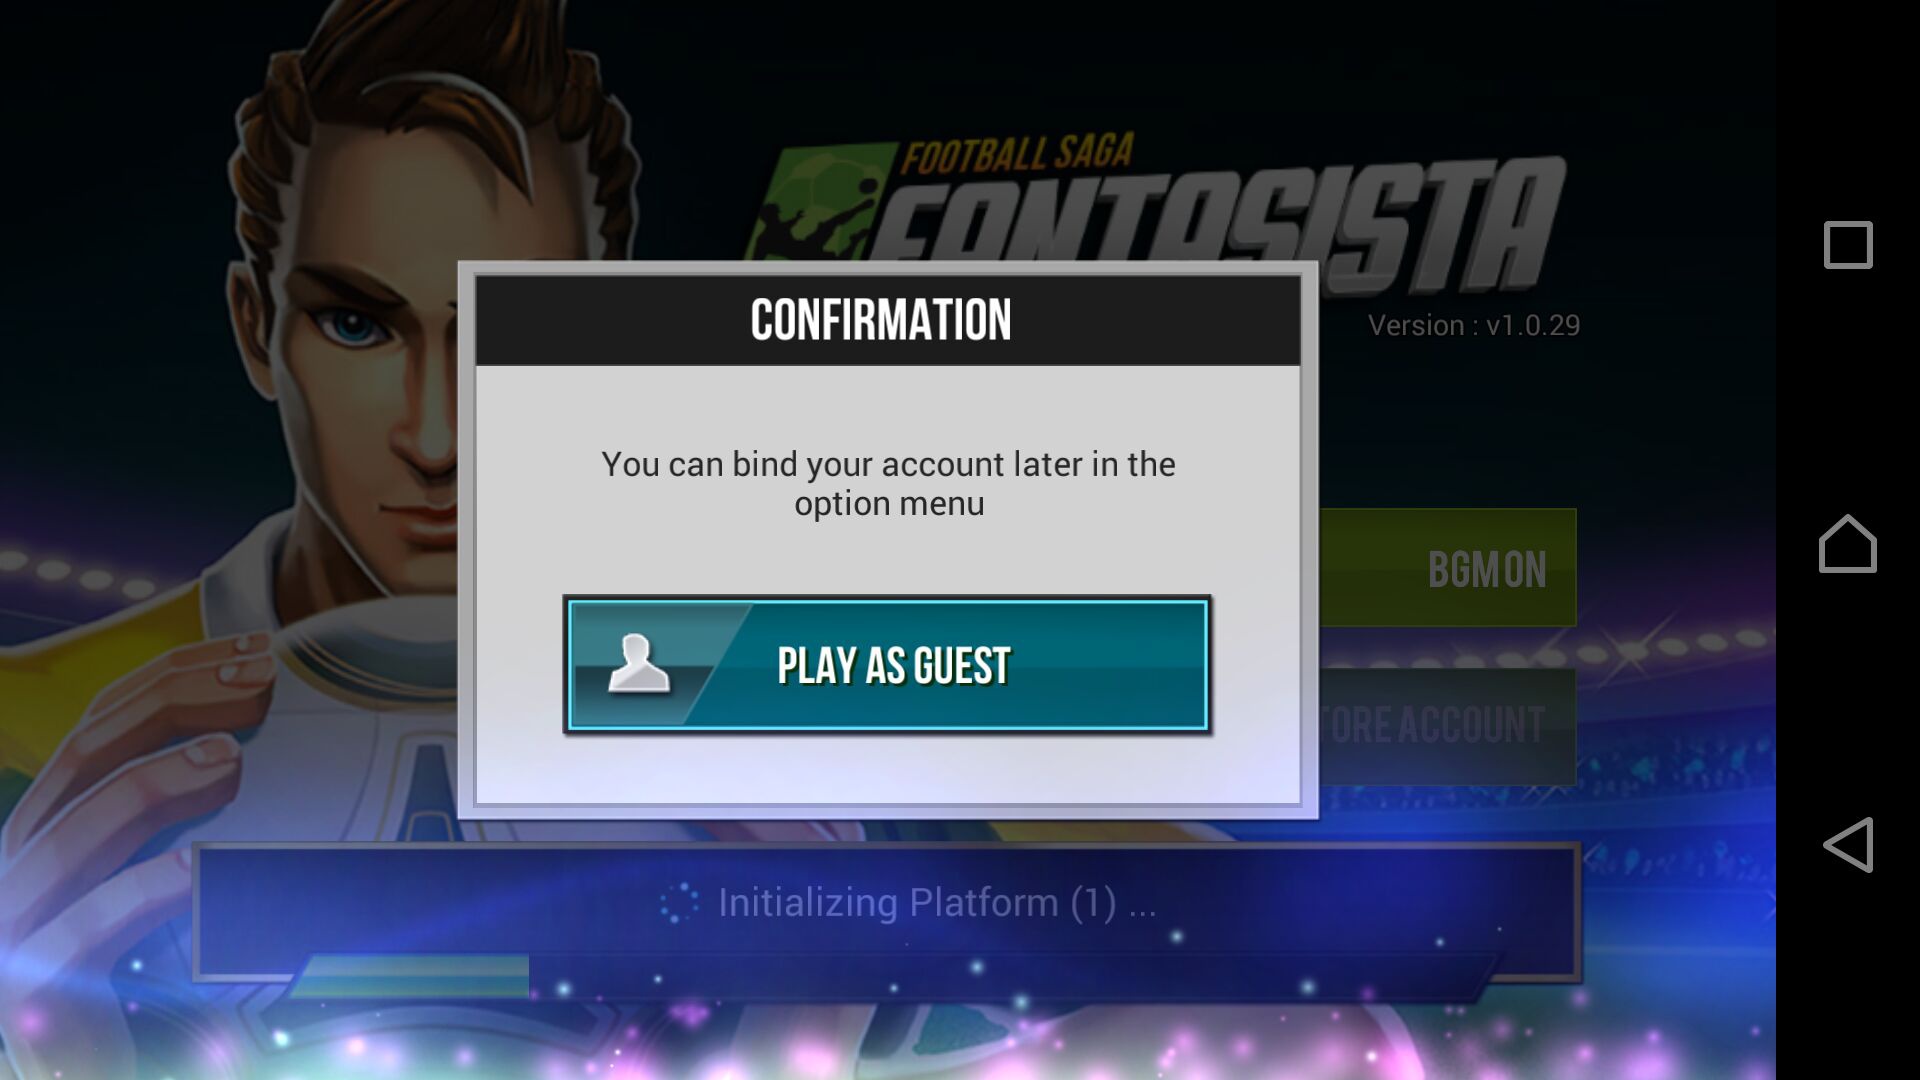 FOOTBALL SAGA
FANTASISTA
Version : v1.0.29
CONFIRMATION
You can bind your account later in the
option menu
BGM ON
PLAY AS GUEST
TORE ACCOUNT
Initializing Platform (1) ...